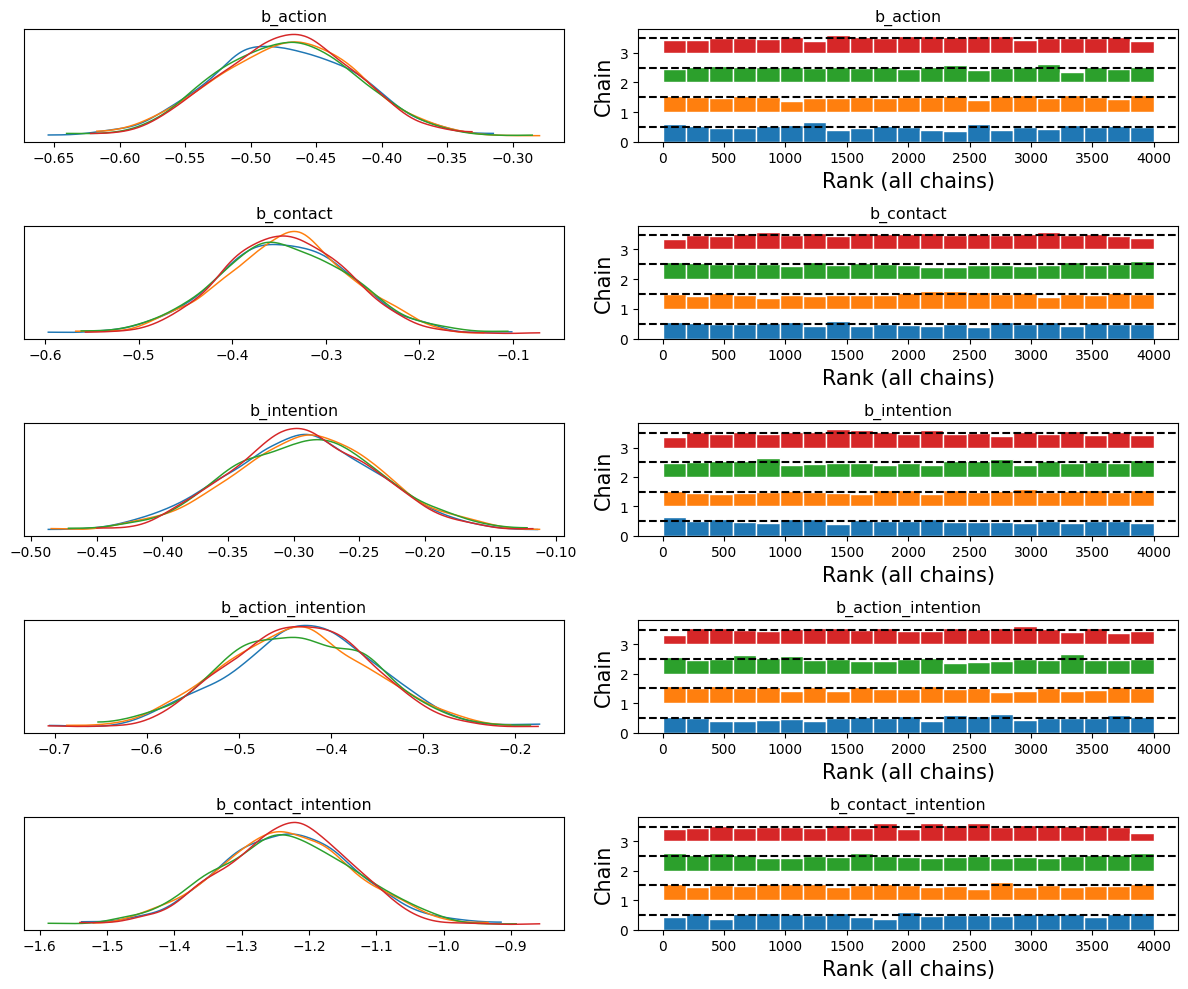 b_action
−0.65 −0.60 −0.55 −0.50 −0.45 −0.40 −0.35 −0.30
b_action
Chain
3
2
1
0
0 500 1000 1500 2000 2500 3000 3500 4000
Rank (all chains)
b_contact
−0.6 −0.5 −0.4 −0.3 −0.2 −0.1
b_contact
Chain
3
2
1
0
0 500 1000 1500 2000 2500 3000 3500 4000
Rank (all chains)
b_intention
−0.50 −0.45 −0.40 −0.35 −0.30 −0.25 −0.20 −0.15 −0.10
b_intention
Chain
3
2
1
0
0 500 1000 1500 2000 2500 3000 3500 4000
Rank (all chains)
b_action_intention
−0.7 −0.6 −0.5 −0.4 −0.3 −0.2
b_action_intention
Chain
3
2
1
0
0 500 1000 1500 2000 2500 3000 3500 4000
Rank (all chains)
b_contact_intention
−1.6 −1.5 −1.4 −1.3 −1.2 −1.1 −1.0 −0.9
b_contact_intention
Chain
3
2
1
0
0 500 1000 1500 2000 2500 3000 3500 4000
Rank (all chains)